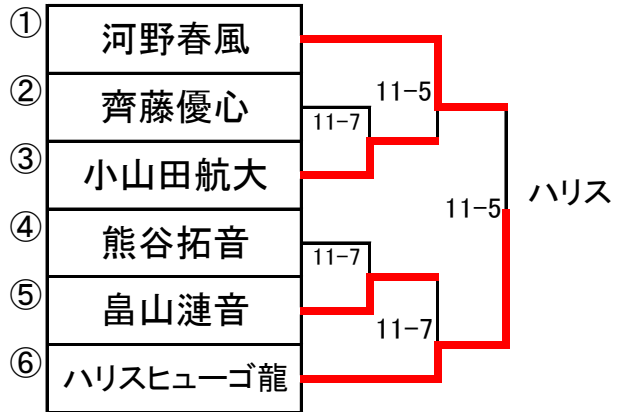 ①
河野春風
②
齊藤優心
③
小山田航大
④
熊谷拓音
⑤
畠山漣音
⑥
ハリスヒューゴ龍
11-7
11-5
11-7
11-7
11-5
ハリス